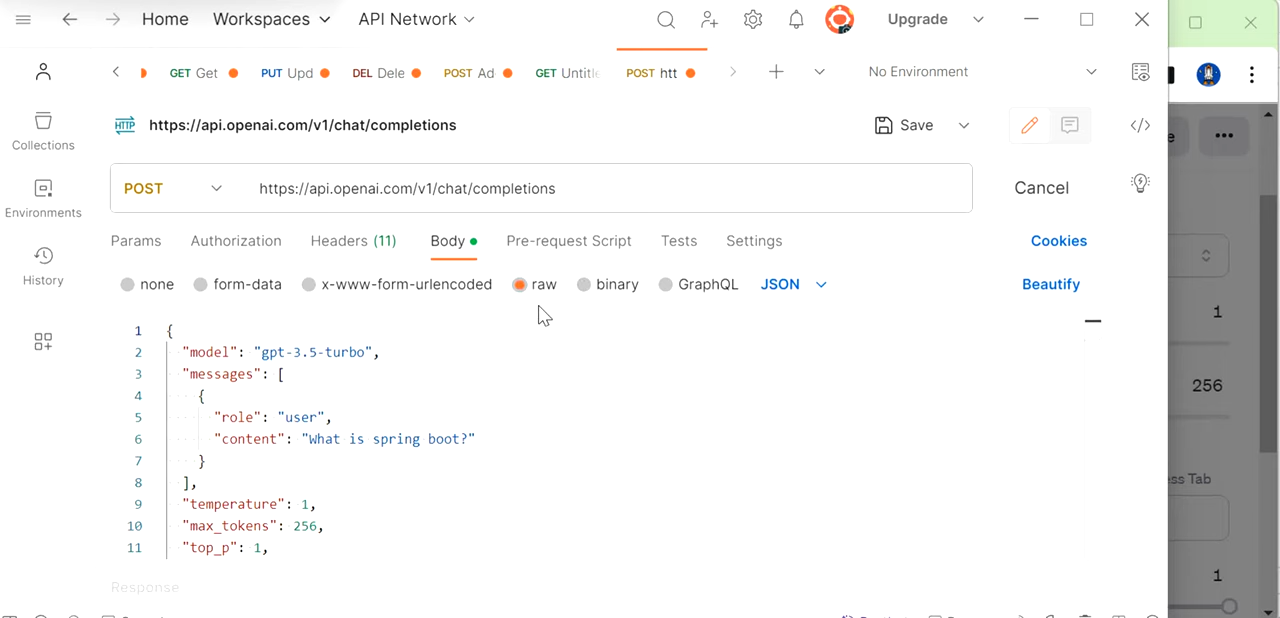 Home Workspaces API Network Upgrade
GET Get PUT Upd DEL Dele POST Ad GET Untitle POST htt No Environment
HTTP https://api.openai.com/v1/chat/completions Save
Collections
POST https://api.openai.com/v1/chat/completions Cancel
Environments
Params Authorization Headers (11) Body Pre-request Script Tests Settings Cookies
History
none form-data x-www-form-urlencoded raw binary GraphQL JSON Beautify
1 {
2 "model": "gpt-3.5-turbo",
3 "messages": [
4 {
5 "role": "user",
6 "content": "What is spring boot?"
7 }
8 ],
9 "temperature": 1,
10 "max_tokens": 256,
11 "top_p": 1,
Response
e
1
256
ess Tab
1